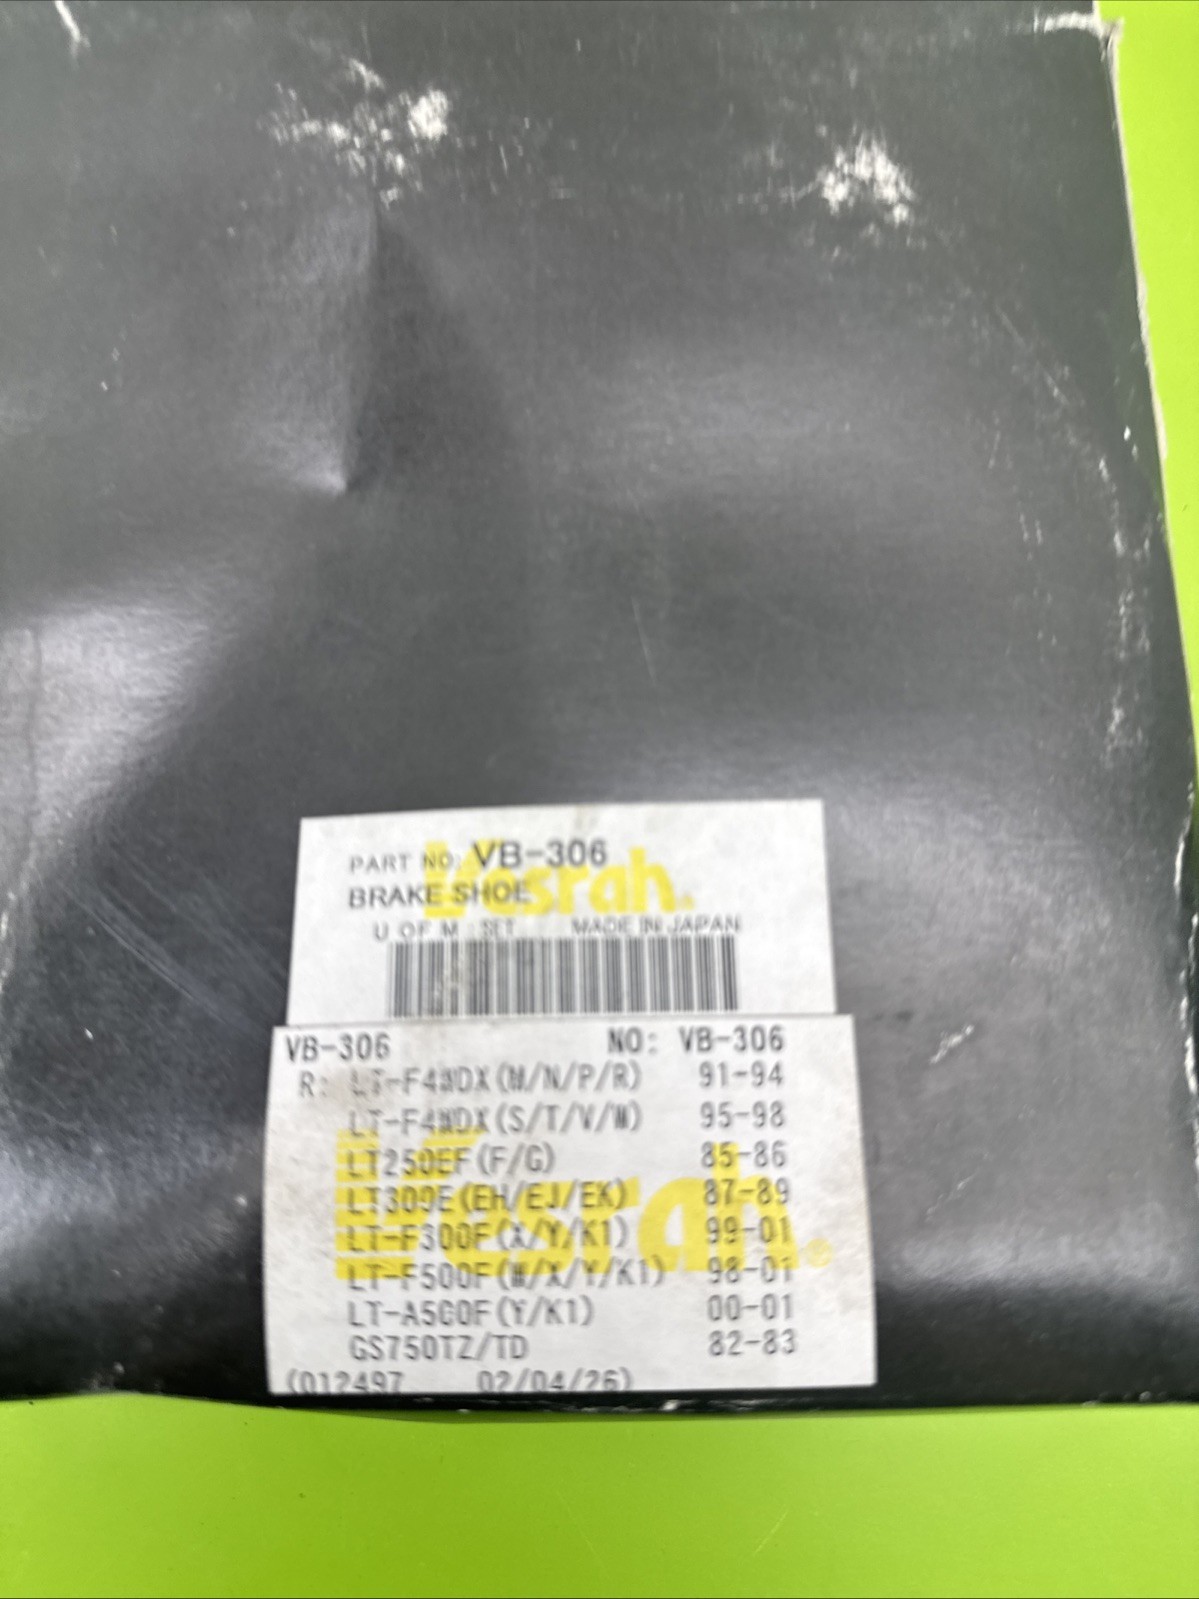 Vesrah®
PART NO: VB-306
BRAKE SHOE
U OF M : SET MADE IN JAPAN
VB-306 NO: VB-306
R: LT-F4WDX(M/N/P/R) 91-94
LT-F4WDX(S/T/V/W) 95-98
LT250EF(F/G) 85-86
LT300E(EH/EJ/EK) 87-89
LT-F300F(X/Y/K1) 99-01
LT-F500F(W/X/Y/K1) 98-01
LT-A500F(Y/K1) 00-01
GS750TZ/TD 82-83
(012497 02/04/26)
Vesrah®